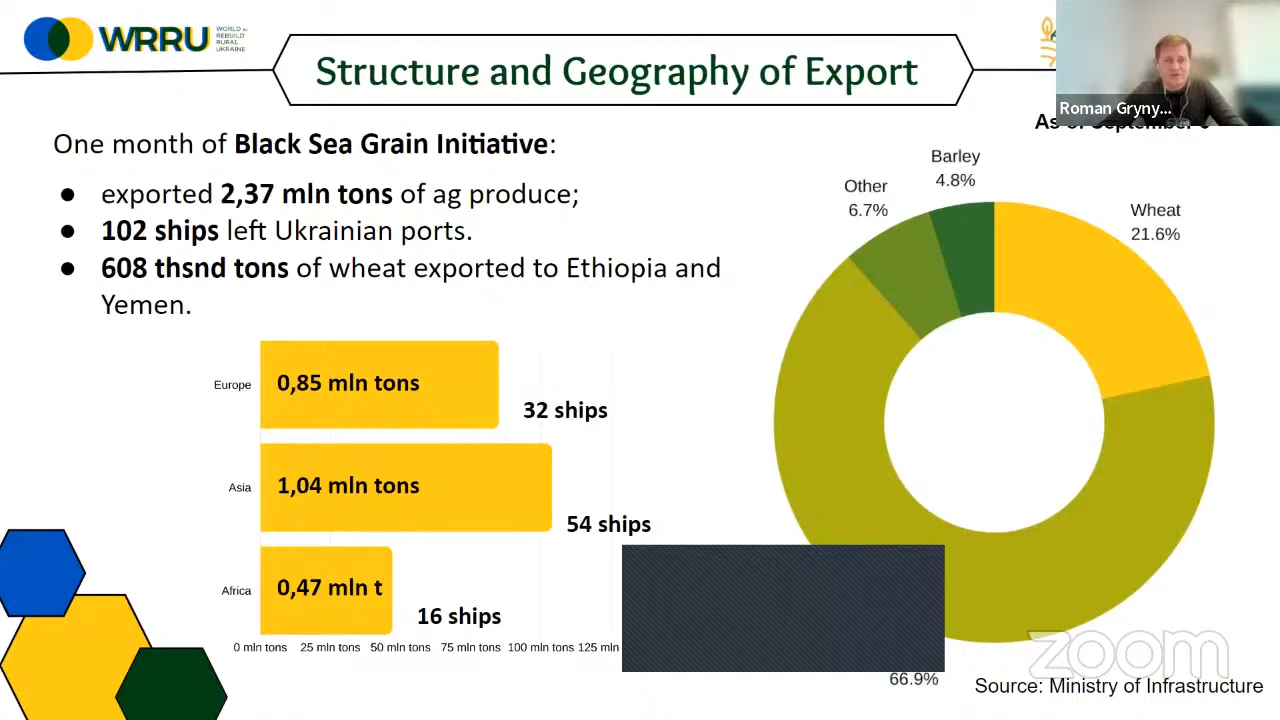 WRRU
WORLD to
REBUILD
RURAL
UKRAINE
Structure and Geography of Export
Roman Gryny...
One month of Black Sea Grain Initiative:
● exported 2,37 mln tons of ag produce;
● 102 ships left Ukrainian ports.
● 608 thsnd tons of wheat exported to Ethiopia and
Yemen.
As of September
Barley
4.8%
Other
6.7%
Wheat
21.6%
Europe
0,85 mln tons
32 ships
Asia
1,04 mln tons
54 ships
Africa
0,47 mln t
16 ships
0 mln tons 25 mln tons 50 mln tons 75 mln tons 100 mln tons 125 mln
66.9%
zoom
Source: Ministry of Infrastructure